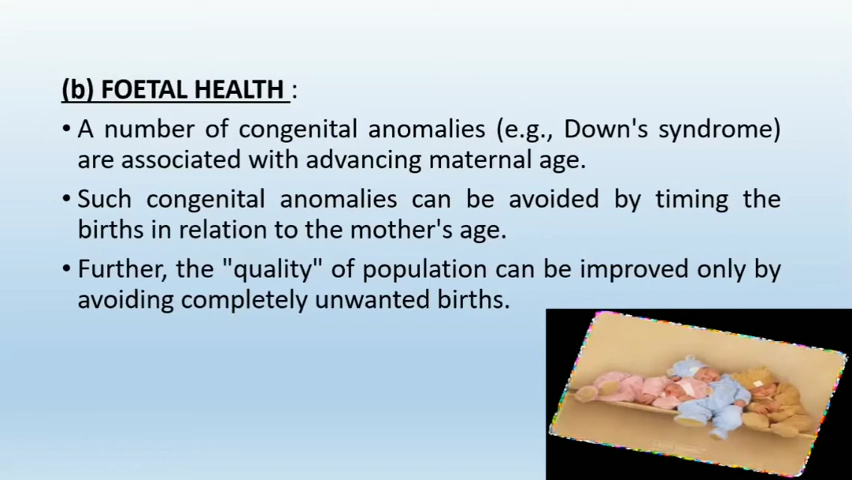 (b) FOETAL HEALTH :
• A number of congenital anomalies (e.g., Down's syndrome)
are associated with advancing maternal age.
• Such congenital anomalies can be avoided by timing the
births in relation to the mother's age.
• Further, the "quality" of population can be improved only by
avoiding completely unwanted births.